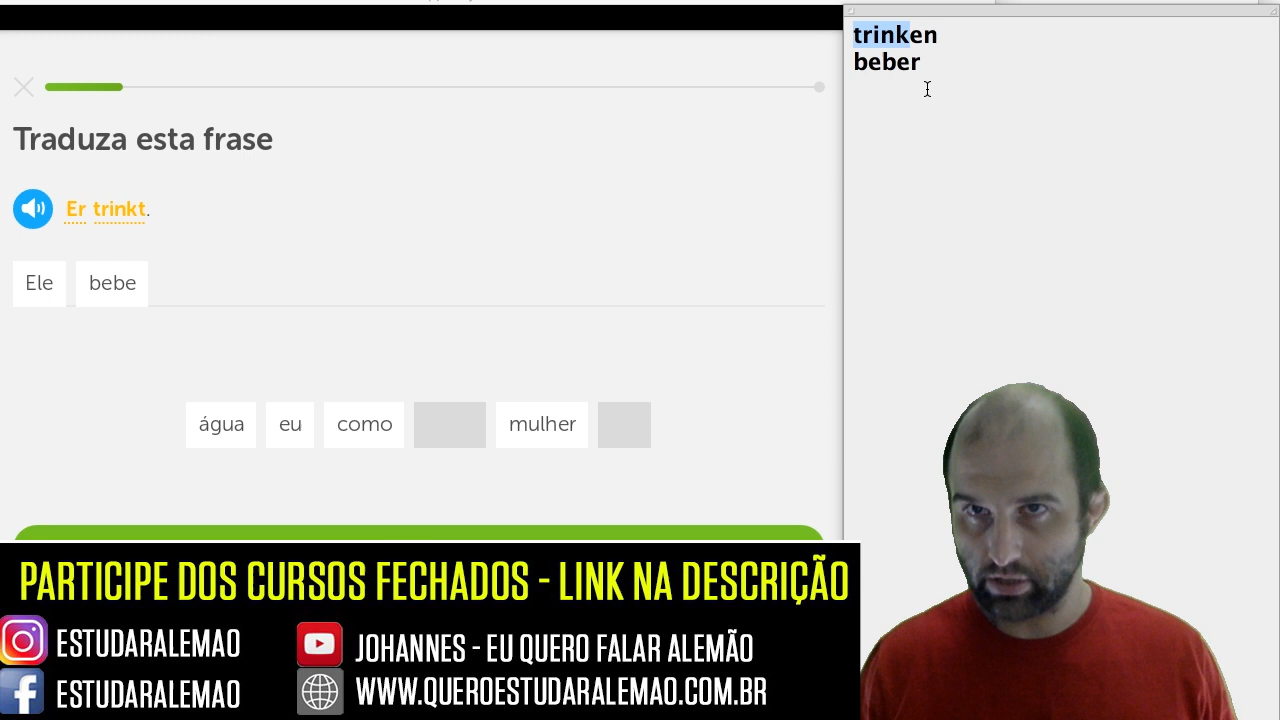 trinken
beber
Traduza esta frase
Er trinkt.
Ele bebe
água eu como mulher
PARTICIPE DOS CURSOS FECHADOS - LINK NA DESCRIÇÃO
ESTUDARALEMAO
JOHANNES - EU QUERO FALAR ALEMÃO
ESTUDARALEMAO
WWW.QUEROESTUDARALEMAO.COM.BR